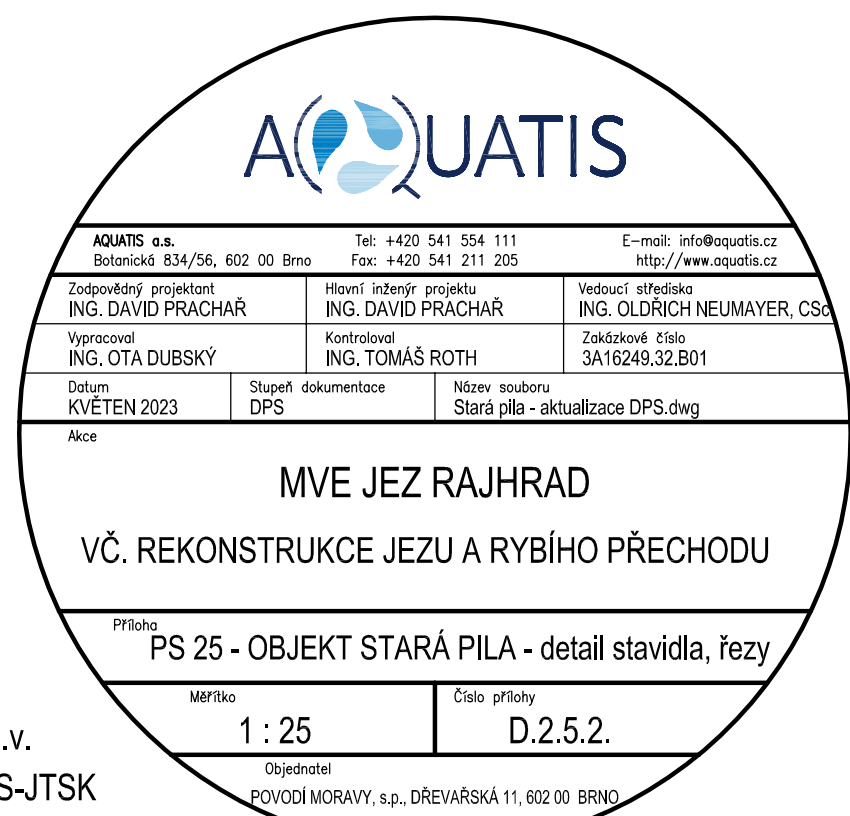 AQUATIS
AQUATIS a.s.
Botanická 834/56, 602 00 Brno
Tel: +420 541 554 111
Fax: +420 541 211 205
E-mail: info@aquatis.cz
http://www.aquatis.cz
Zodpovědný projektant
ING. DAVID PRACHAŘ
Hlavní inženýr projektu
ING. DAVID PRACHAŘ
Vedoucí střediska
ING. OLDŘICH NEUMAYER, CSc
Vypracoval
ING. OTA DUBSKÝ
Kontroloval
ING. TOMÁŠ ROTH
Zakázkové číslo
3A16249.32.B01
Datum
KVĚTEN 2023
Stupeň dokumentace
DPS
Název souboru
Stará pila - aktualizace DPS.dwg
Akce
MVE JEZ RAJHRAD
VČ. REKONSTRUKCE JEZU A RYBÍHO PŘECHODU
Příloha
PS 25 - OBJEKT STARÁ PILA - detail stavidla, řezy
Měřítko
1 : 25
Číslo přílohy
D.2.5.2.
.v.
S-JTSK
Objednatel
POVODÍ MORAVY, s.p., DŘEVAŘSKÁ 11, 602 00 BRNO